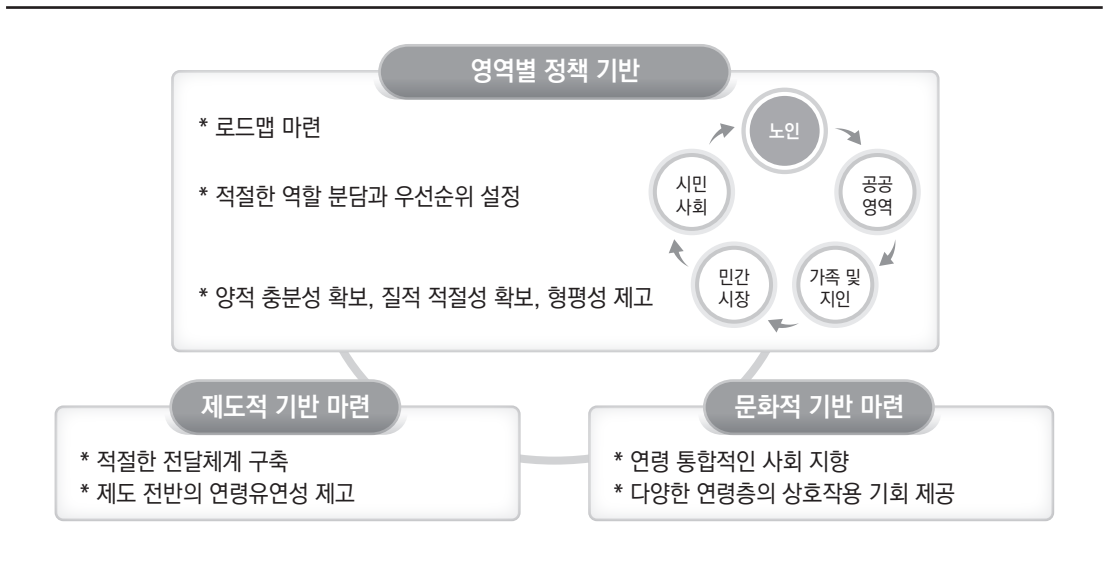 영역별 정책 기반
* 로드맵 마련
* 적절한 역할 분담과 우선순위 설정
* 양적 충분성 확보, 질적 적절성 확보, 형평성 제고
노인
공공
영역
가족 및
지인
민간
시장
시민
사회
제도적 기반 마련
* 적절한 전달체계 구축
* 제도 전반의 연령유연성 제고
문화적 기반 마련
* 연령 통합적인 사회 지향
* 다양한 연령층의 상호작용 기회 제공